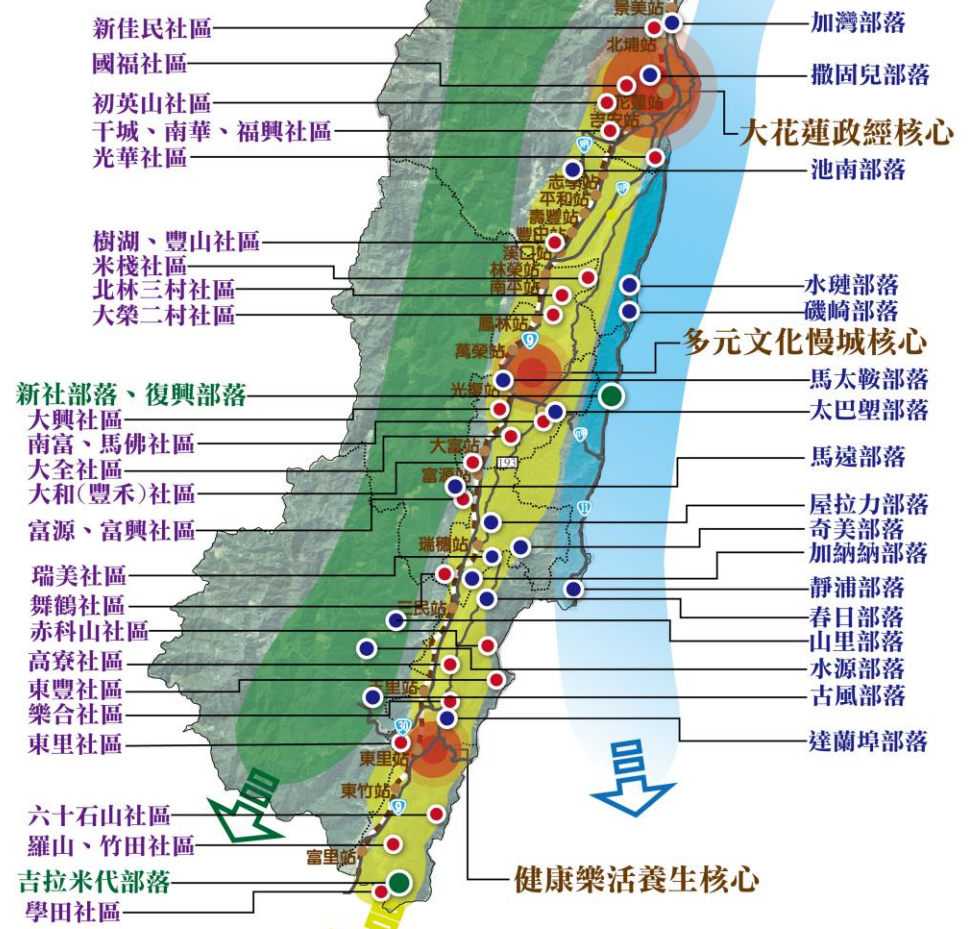 新佳民社區
國福社區
初英山社區
干城、南華、福興社區
光華社區
樹湖、豐山社區
米棧社區
北林三村社區
大榮二村社區
新社部落、復興部落
大興社區
南富、馬佛社區
大全社區
大和(豐禾)社區
富源、富興社區
瑞美社區
舞鶴社區
赤科山社區
高寮社區
東豐社區
樂合社區
東里社區
六十石山社區
羅山、竹田社區
吉拉米代部落
學田社區
景美站
北埔站
花蓮站
吉安站
志學站
平和站
壽豐站
豐田站
溪口站
林榮站
南平站
鳳林站
9
萬榮站
光復站
大富站
193
富源站
11
瑞穗站
三民站
玉里站
30
東里站
東竹站
9
富里站
加灣部落
撒固兒部落
大花蓮政經核心
池南部落
水璉部落
磯崎部落
多元文化慢城核心
馬太鞍部落
太巴塱部落
馬遠部落
屋拉力部落
奇美部落
加納納部落
靜浦部落
春日部落
山里部落
水源部落
古風部落
達蘭埠部落
健康樂活養生核心